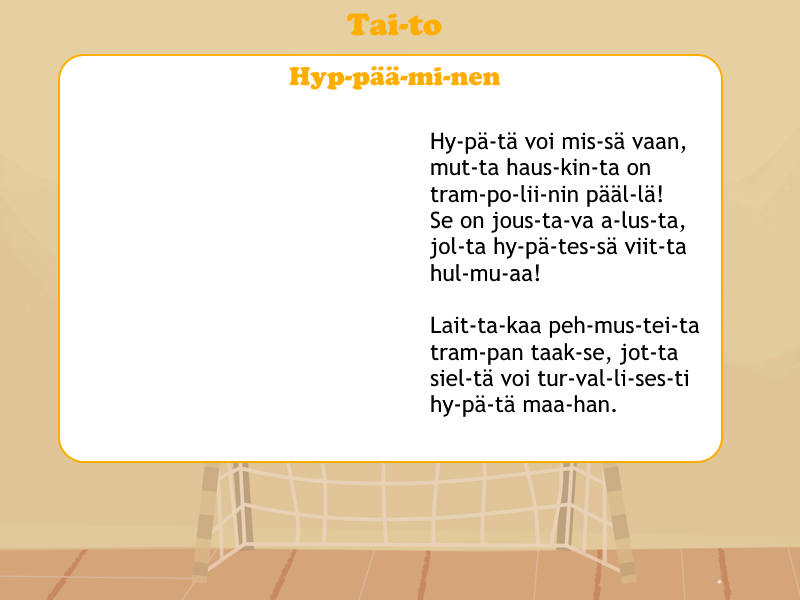 Tai-to
Hyp-pää-mi-nen
Hy-pä-tä voi mis-sä vaan,
mut-ta haus-kin-ta on
tram-po-lii-nin pääl-lä!
Se on jous-ta-va a-lus-ta,
jol-ta hy-pä-tes-sä viit-ta
hul-mu-aa!
Lait-ta-kaa peh-mus-tei-ta
tram-pan taak-se, jot-ta
siel-tä voi tur-val-li-ses-ti
hy-pä-tä maa-han.